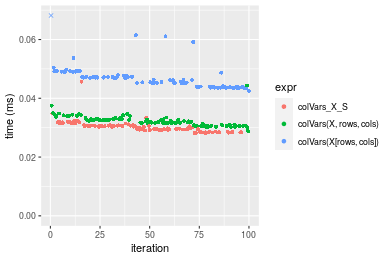 0.06
0.04
0.02
0.00
time (ms)
0
25
50
75
100
iteration
expr
colVars_X_S
colVars(X, rows, cols)
colVars(X[rows, cols])